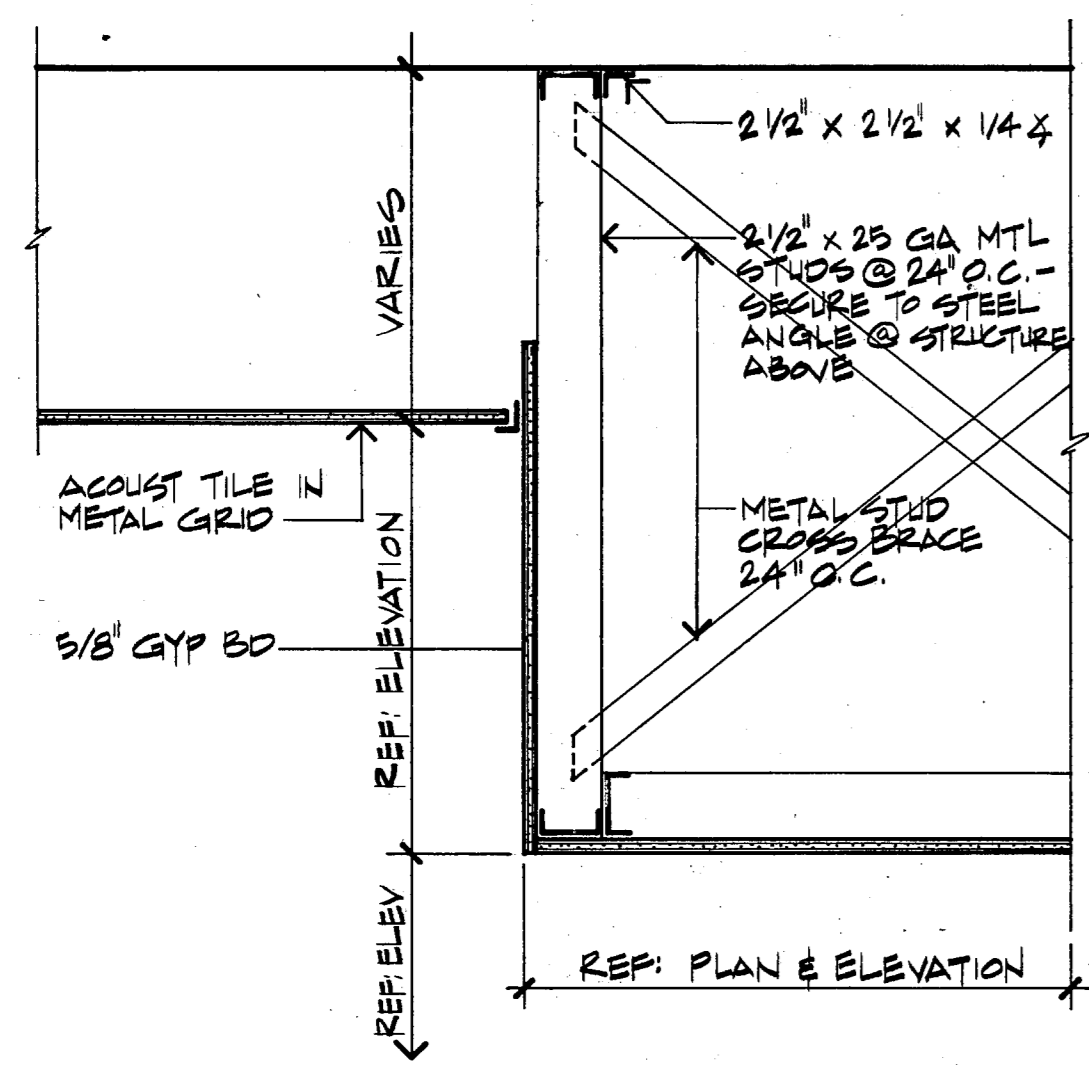 2 1/2" x 2 1/2" x 1/4 ∡
VARIES
2 1/2" x 25 GA MTL
STUDS @ 24" O.C. -
SECURE TO STEEL
ANGLE @ STRUCTURE
ABOVE
ACOUST TILE IN
METAL GRID
METAL STUD
CROSS BRACE
24" O.C.
REF: ELEVATION
5/8" GYP BD
REF: ELEV
REF: PLAN & ELEVATION